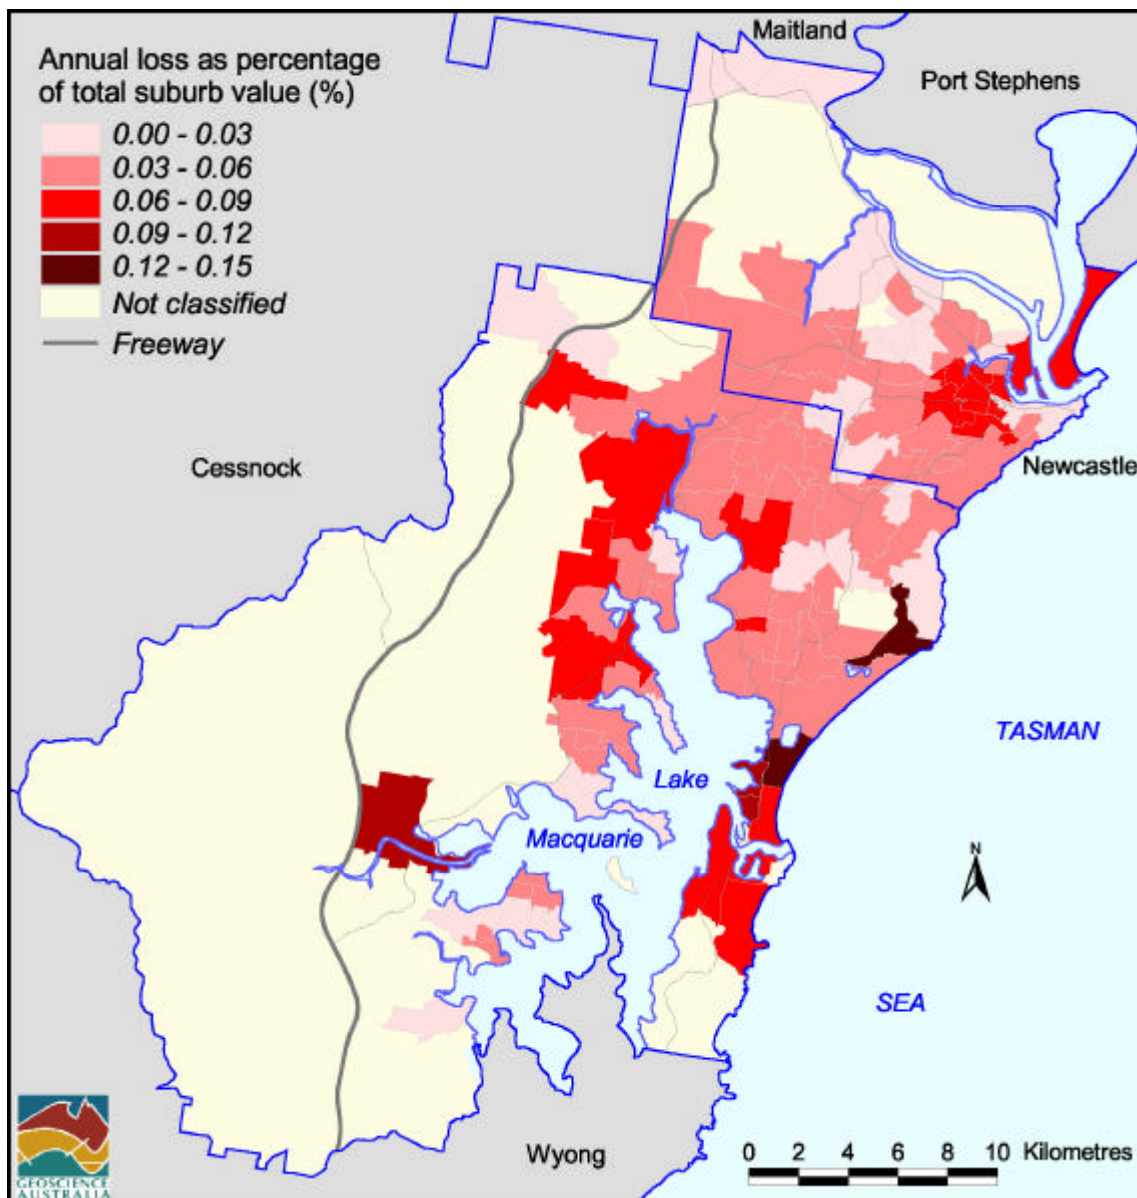 Maitland
Annual loss as percentage
of total suburb value (%)
Port Stephens
0.00 - 0.03
0.03 - 0.06
0.06 - 0.09
0.09 - 0.12
0.12 - 0.15
Not classified
Freeway
Cessnock
Newcastle
TASMAN
Lake
Macquarie
N
SEA
Wyong
0 2 4 6 8 10 Kilometres
GEOSCIENCE
AUSTRALIA